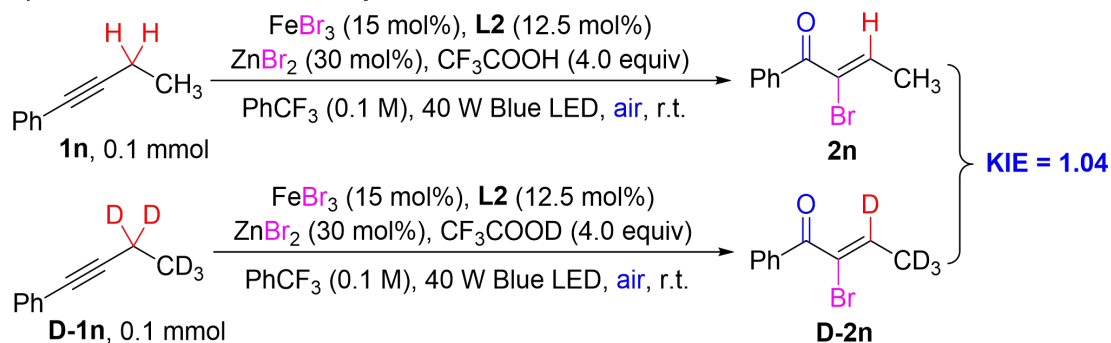 H H
CH₃
Ph
1n, 0.1 mmol
FeBr₃ (15 mol%), L2 (12.5 mol%)
ZnBr₂ (30 mol%), CF₃COOH (4.0 equiv)
PhCF₃ (0.1 M), 40 W Blue LED, air, r.t.
O H
Ph CH₃
Br
2n
KIE = 1.04
D D
CD₃
Ph
D-1n, 0.1 mmol
FeBr₃ (15 mol%), L2 (12.5 mol%)
ZnBr₂ (30 mol%), CF₃COOD (4.0 equiv)
PhCF₃ (0.1 M), 40 W Blue LED, air, r.t.
O D
Ph CD₃
Br
D-2n